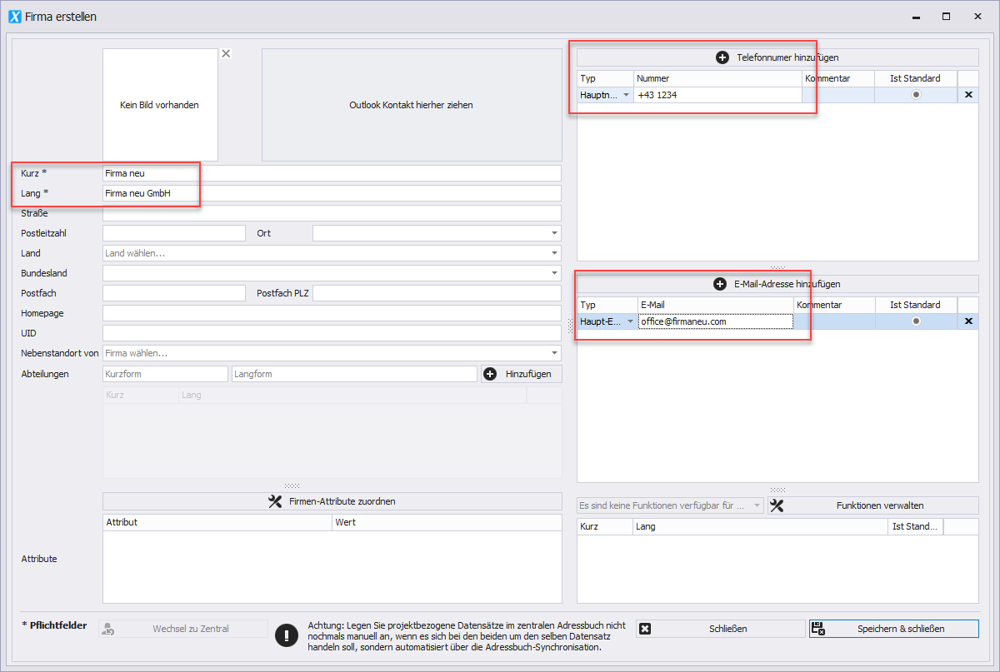 Firma erstellen
Kein Bild vorhanden
Outlook Kontakt hierher ziehen
Kurz * Firma neu
Lang * Firma neu GmbH
Straße
Postleitzahl Ort
Land Land wählen...
Bundesland
Postfach Postfach PLZ
Homepage
UID
Nebenstandort von Firma wählen...
Abteilungen Kurzform Langform Hinzufügen
Kurz Lang
Firmen-Attribute zuordnen
Attribut Wert
Attribute
Telefonnumer hinzufügen
Typ Nummer Kommentar Ist Standard
Hauptn... +43 1234
E-Mail-Adresse hinzufügen
Typ E-Mail Kommentar Ist Standard
Haupt-E... office@firmaneu.com
Es sind keine Funktionen verfügbar für ... Funktionen verwalten
Kurz Lang Ist Stand...
* Pflichtfelder Wechsel zu Zentral
Achtung: Legen Sie projektbezogene Datensätze im zentralen Adressbuch nicht
nochmals manuell an, wenn es sich bei den beiden um den selben Datensatz
handeln soll, sondern automatisiert über die Adressbuch-Synchronisation.
Schließen Speichern & schließen